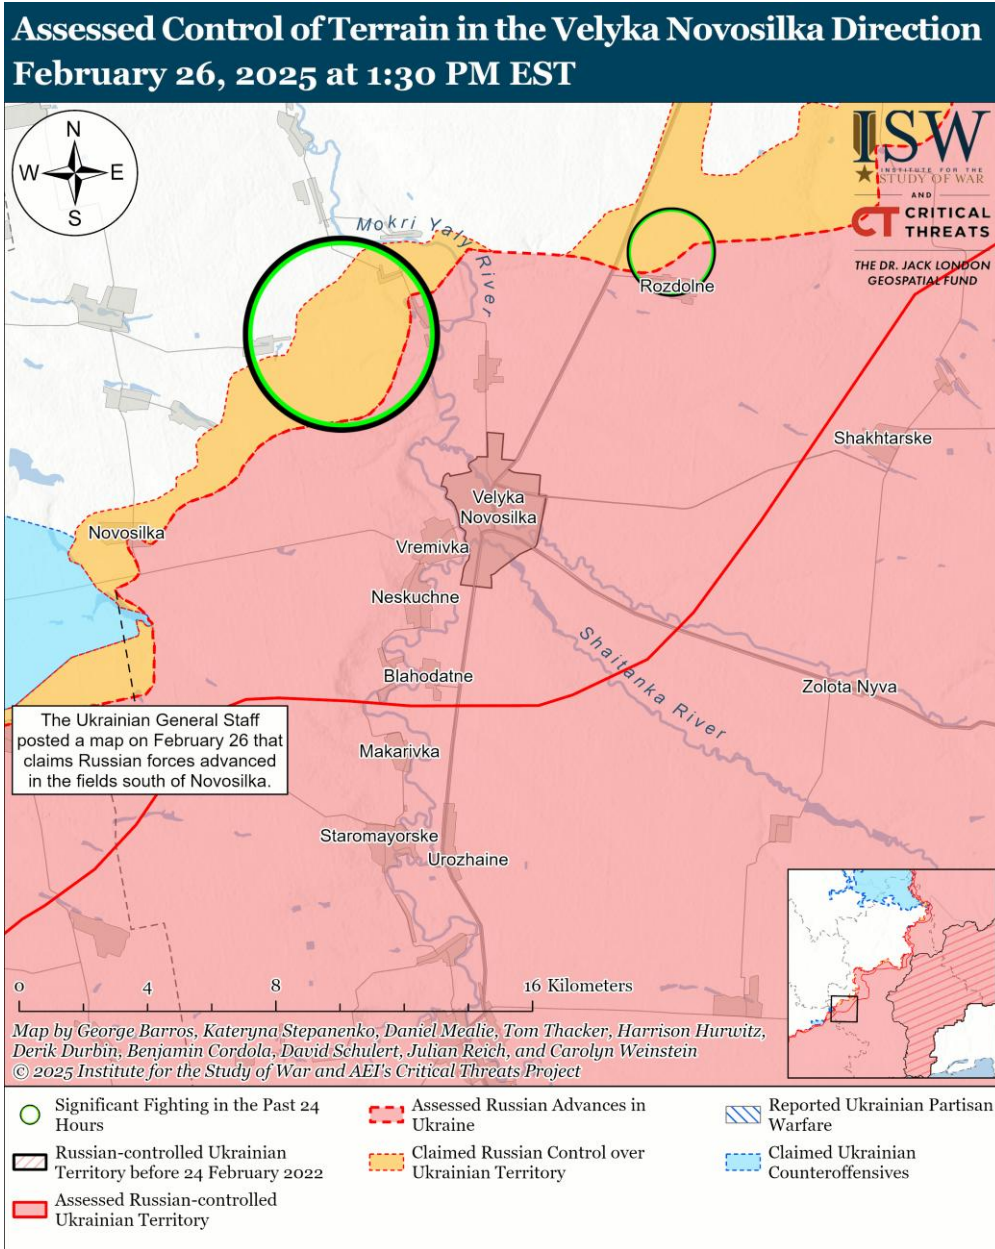 Assessed Control of Terrain in the Velyka Novosilka Direction
February 26, 2025 at 1:30 PM EST
N
W
E
S
ISW
INSTITUTE FOR THE
STUDY OF WAR
AND
CT CRITICAL
THREATS
THE DR. JACK LONDON
GEOSPATIAL FUND
Mokri Yaly River
Rozdolne
Shakhtarske
Velyka
Novosilka
Novosilka
Vremivka
Neskuchne
Shaitanka River
Blahodatne
Zolota Nyva
The Ukrainian General Staff
posted a map on February 26 that
claims Russian forces advanced
in the fields south of Novosilka.
Makarivka
Staromayorske
Urozhaine
0 4 8 16 Kilometers
Map by George Barros, Kateryna Stepanenko, Daniel Mealie, Tom Thacker, Harrison Hurwitz,
Derik Durbin, Benjamin Cordola, David Schulert, Julian Reich, and Carolyn Weinstein
© 2025 Institute for the Study of War and AEI's Critical Threats Project
Significant Fighting in the Past 24
Hours
Russian-controlled Ukrainian
Territory before 24 February 2022
Assessed Russian-controlled
Ukrainian Territory
Assessed Russian Advances in
Ukraine
Claimed Russian Control over
Ukrainian Territory
Reported Ukrainian Partisan
Warfare
Claimed Ukrainian
Counteroffensives